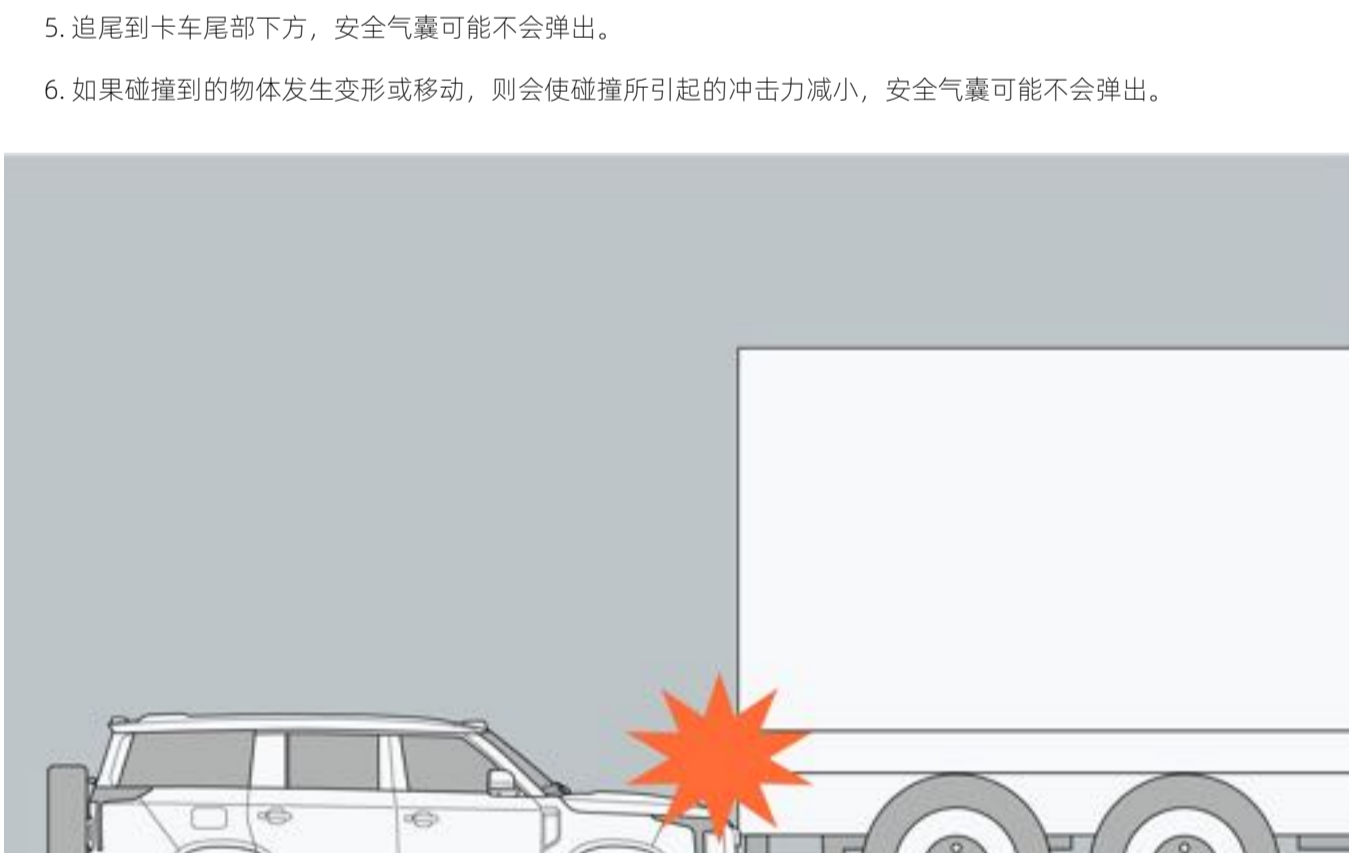 5. 追尾到卡车尾部下方，安全气囊可能不会弹出。
6. 如果碰撞到的物体发生变形或移动，则会使碰撞所引起的冲击力减小，安全气囊可能不会弹出。